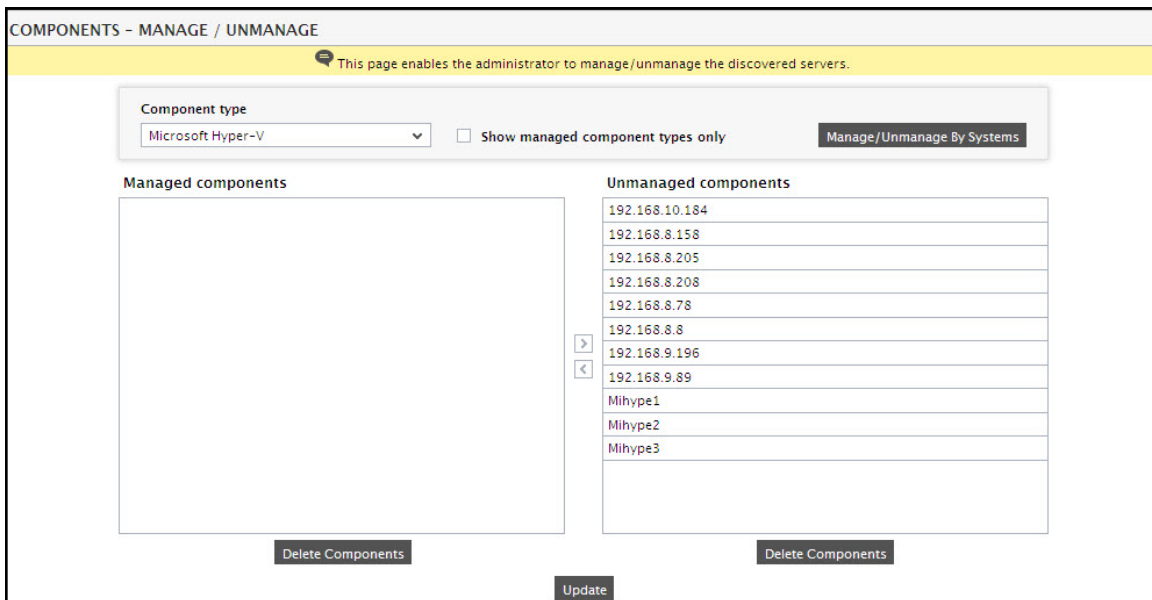 COMPONENTS - MANAGE / UNMANAGE
This page enables the administrator to manage/unmanage the discovered servers.
Component type
Microsoft Hyper-V
Show managed component types only
Manage/Unmanage By Systems
Managed components
Unmanaged components
192.168.10.184
192.168.8.158
192.168.8.205
192.168.8.208
192.168.8.78
192.168.8.8
192.168.9.196
192.168.9.89
Mihype1
Mihype2
Mihype3
Delete Components
Delete Components
Update